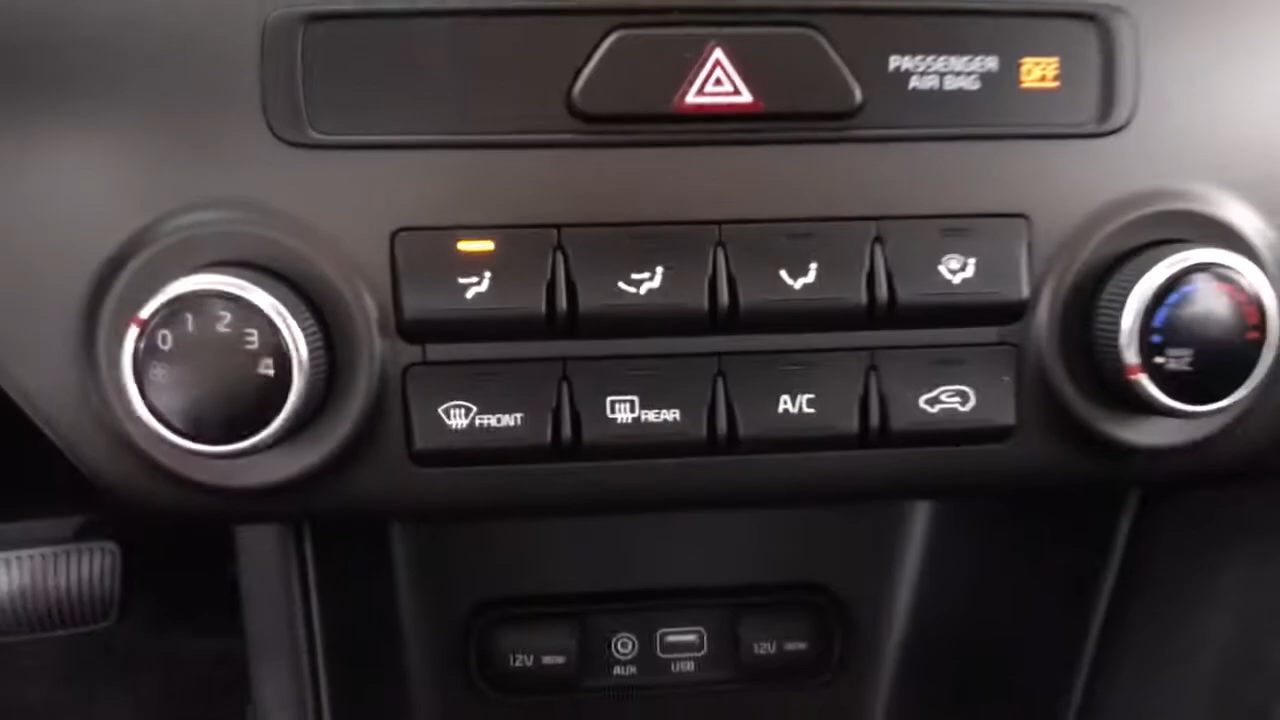 PASSENGER
AIR BAG
OFF
0 1 2 3 4
FRONT
REAR
A/C
12V
AUX
USB
12V